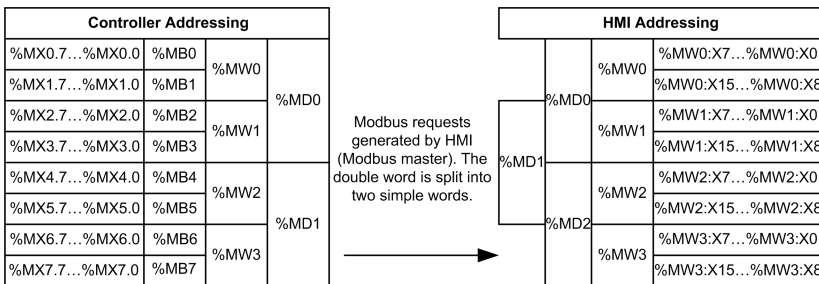 Controller Addressing
%MX0.7...%MX0.0 %MB0 %MW0 %MD0
%MX1.7...%MX1.0 %MB1
%MX2.7...%MX2.0 %MB2 %MW1
%MX3.7...%MX3.0 %MB3
%MX4.7...%MX4.0 %MB4 %MW2 %MD1
%MX5.7...%MX5.0 %MB5
%MX6.7...%MX6.0 %MB6 %MW3
%MX7.7...%MX7.0 %MB7
Modbus requests
generated by HMI
(Modbus master). The
double word is split into
two simple words.
HMI Addressing
%MD0 %MW0 %MW0:X7...%MW0:X0
%MW0:X15...%MW0:X8
%MD1 %MW1 %MW1:X7...%MW1:X0
%MW1:X15...%MW1:X8
%MD2 %MW2 %MW2:X7...%MW2:X0
%MW2:X15...%MW2:X8
%MW3 %MW3:X7...%MW3:X0
%MW3:X15...%MW3:X8